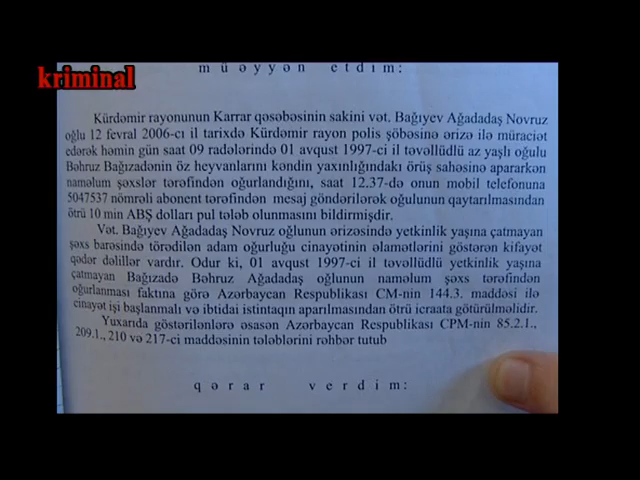 kriminal
müəyyən etdim:
Kürdəmir rayonunun Karrar qəsəbəsinin sakini vət. Bağıyev Ağadadaş Novruz
oğlu 12 fevral 2006-cı il tarixdə Kürdəmir rayon polis şöbəsinə ərizə ilə müraciət
edərək həmin gün saat 09 radələrində 01 avqust 1997-ci il təvəllüdlü az yaşlı oğulu
Bəhruz Bağızadənin öz heyvanlarını kəndin yaxınlığındakı örüş sahəsinə apararkən
naməlum şəxslər tərəfindən oğurlandığını, saat 12.37-də onun mobil telefonuna
5047537 nömrəli abonent tərəfindən mesaj göndərilərək oğulunun qaytarılmasından
ötrü 10 min ABŞ dolları pul tələb olunmasını bildirmişdir.
Vət. Bağıyev Ağadadaş Novruz oğlunun ərizəsində yetkinlik yaşına çatmayan
şəxs barəsində törədilən adam oğurluğu cinayətinin əlamətlərini göstərən kifayət
qədər dəlillər vardır. Odur ki, 01 avqust 1997-ci il təvəllüdlü yetkinlik yaşına
çatmayan Bağızadə Bəhruz Ağadadaş oğlunun naməlum şəxs tərəfindən
oğurlanması faktına görə Azərbaycan Respublikası CM-nin 144.3. maddəsi ilə
cinayət işi başlanmalı və ibtidai istintaqın aparılmasından ötrü icraata götürülməlidir.
Yuxarıda göstərilənlərə əsasən Azərbaycan Respublikası CPM-nin 85.2.1.,
209.1., 210 və 217-ci maddəsinin tələblərini rəhbər tutub
qərar verdim: